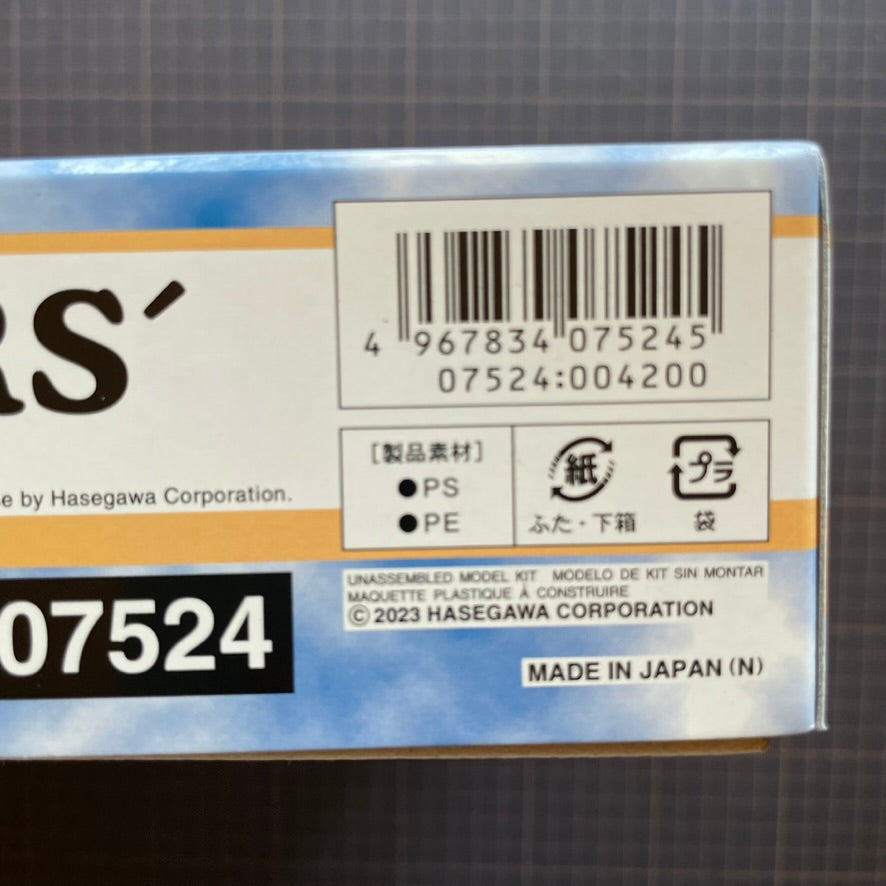 RS´
4 967834 075245
07524:004200
e by Hasegawa Corporation.
[製品素材]
●PS
●PE
紙
ふた・下箱
プラ
袋
07524
UNASSEMBLED MODEL KIT MODELO DE KIT SIN MONTAR
MAQUETTE PLASTIQUE À CONSTRUIRE
©2023 HASEGAWA CORPORATION
MADE IN JAPAN (N)